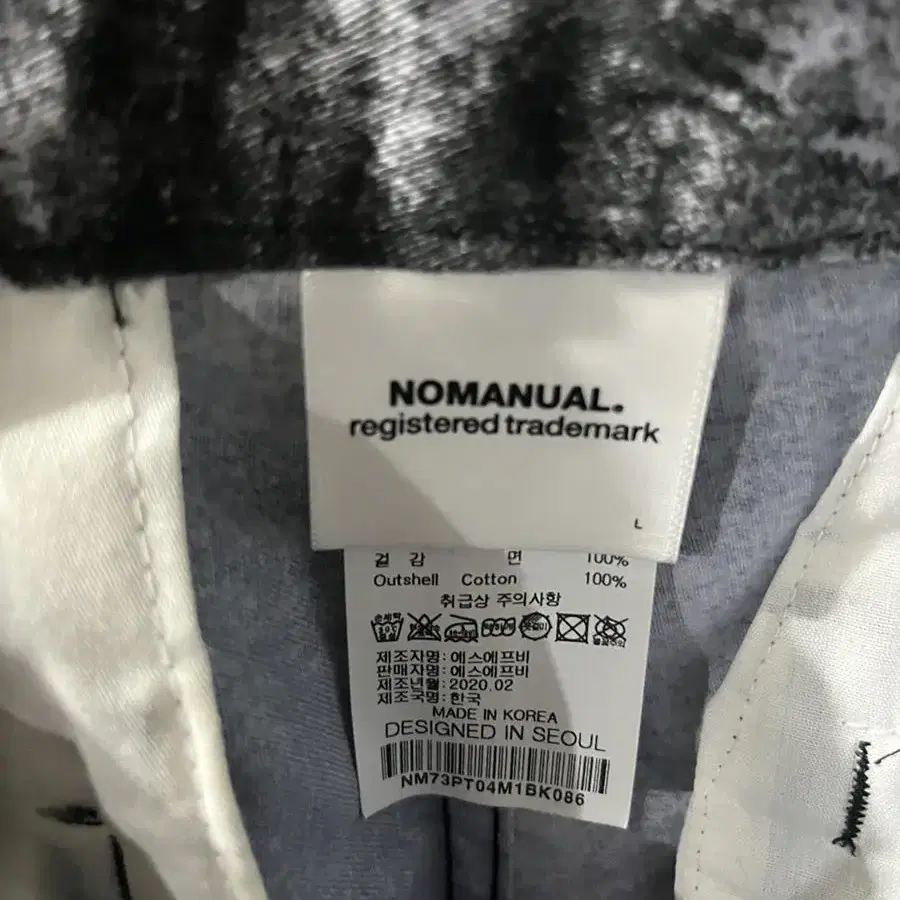 NOMANUAL.
registered trademark
L
겉 감 면 100%
Outshell Cotton 100%
취급상 주의사항
제조자명: 에스에프비
판매자명: 에스에프비
제조년월: 2020.02
제조국명: 한국
MADE IN KOREA
DESIGNED IN SEOUL
NM73PT04M1BK086